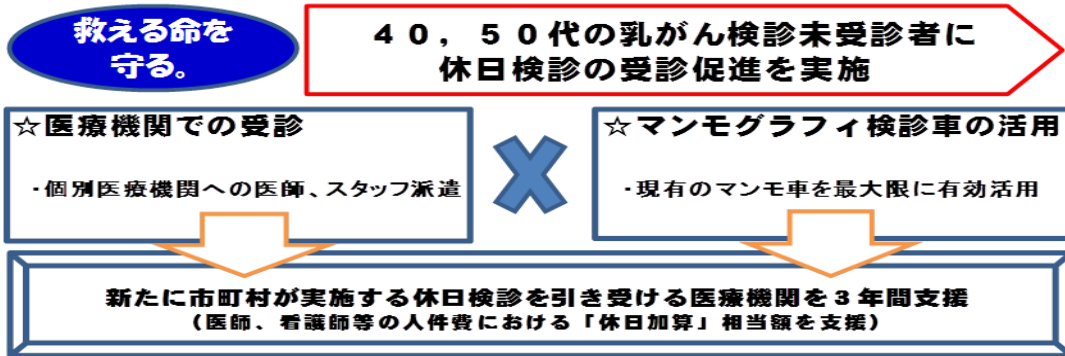 救える命を
守る。
４０，５０代の乳がん検診未受診者に
休日検診の受診促進を実施
☆医療機関での受診
・個別医療機関への医師、スタッフ派遣
☆マンモグラフィ検診車の活用
・現有のマンモ車を最大限に有効活用
新たに市町村が実施する休日検診を引き受ける医療機関を３年間支援
（医師、看護師等の人件費における「休日加算」相当額を支援）